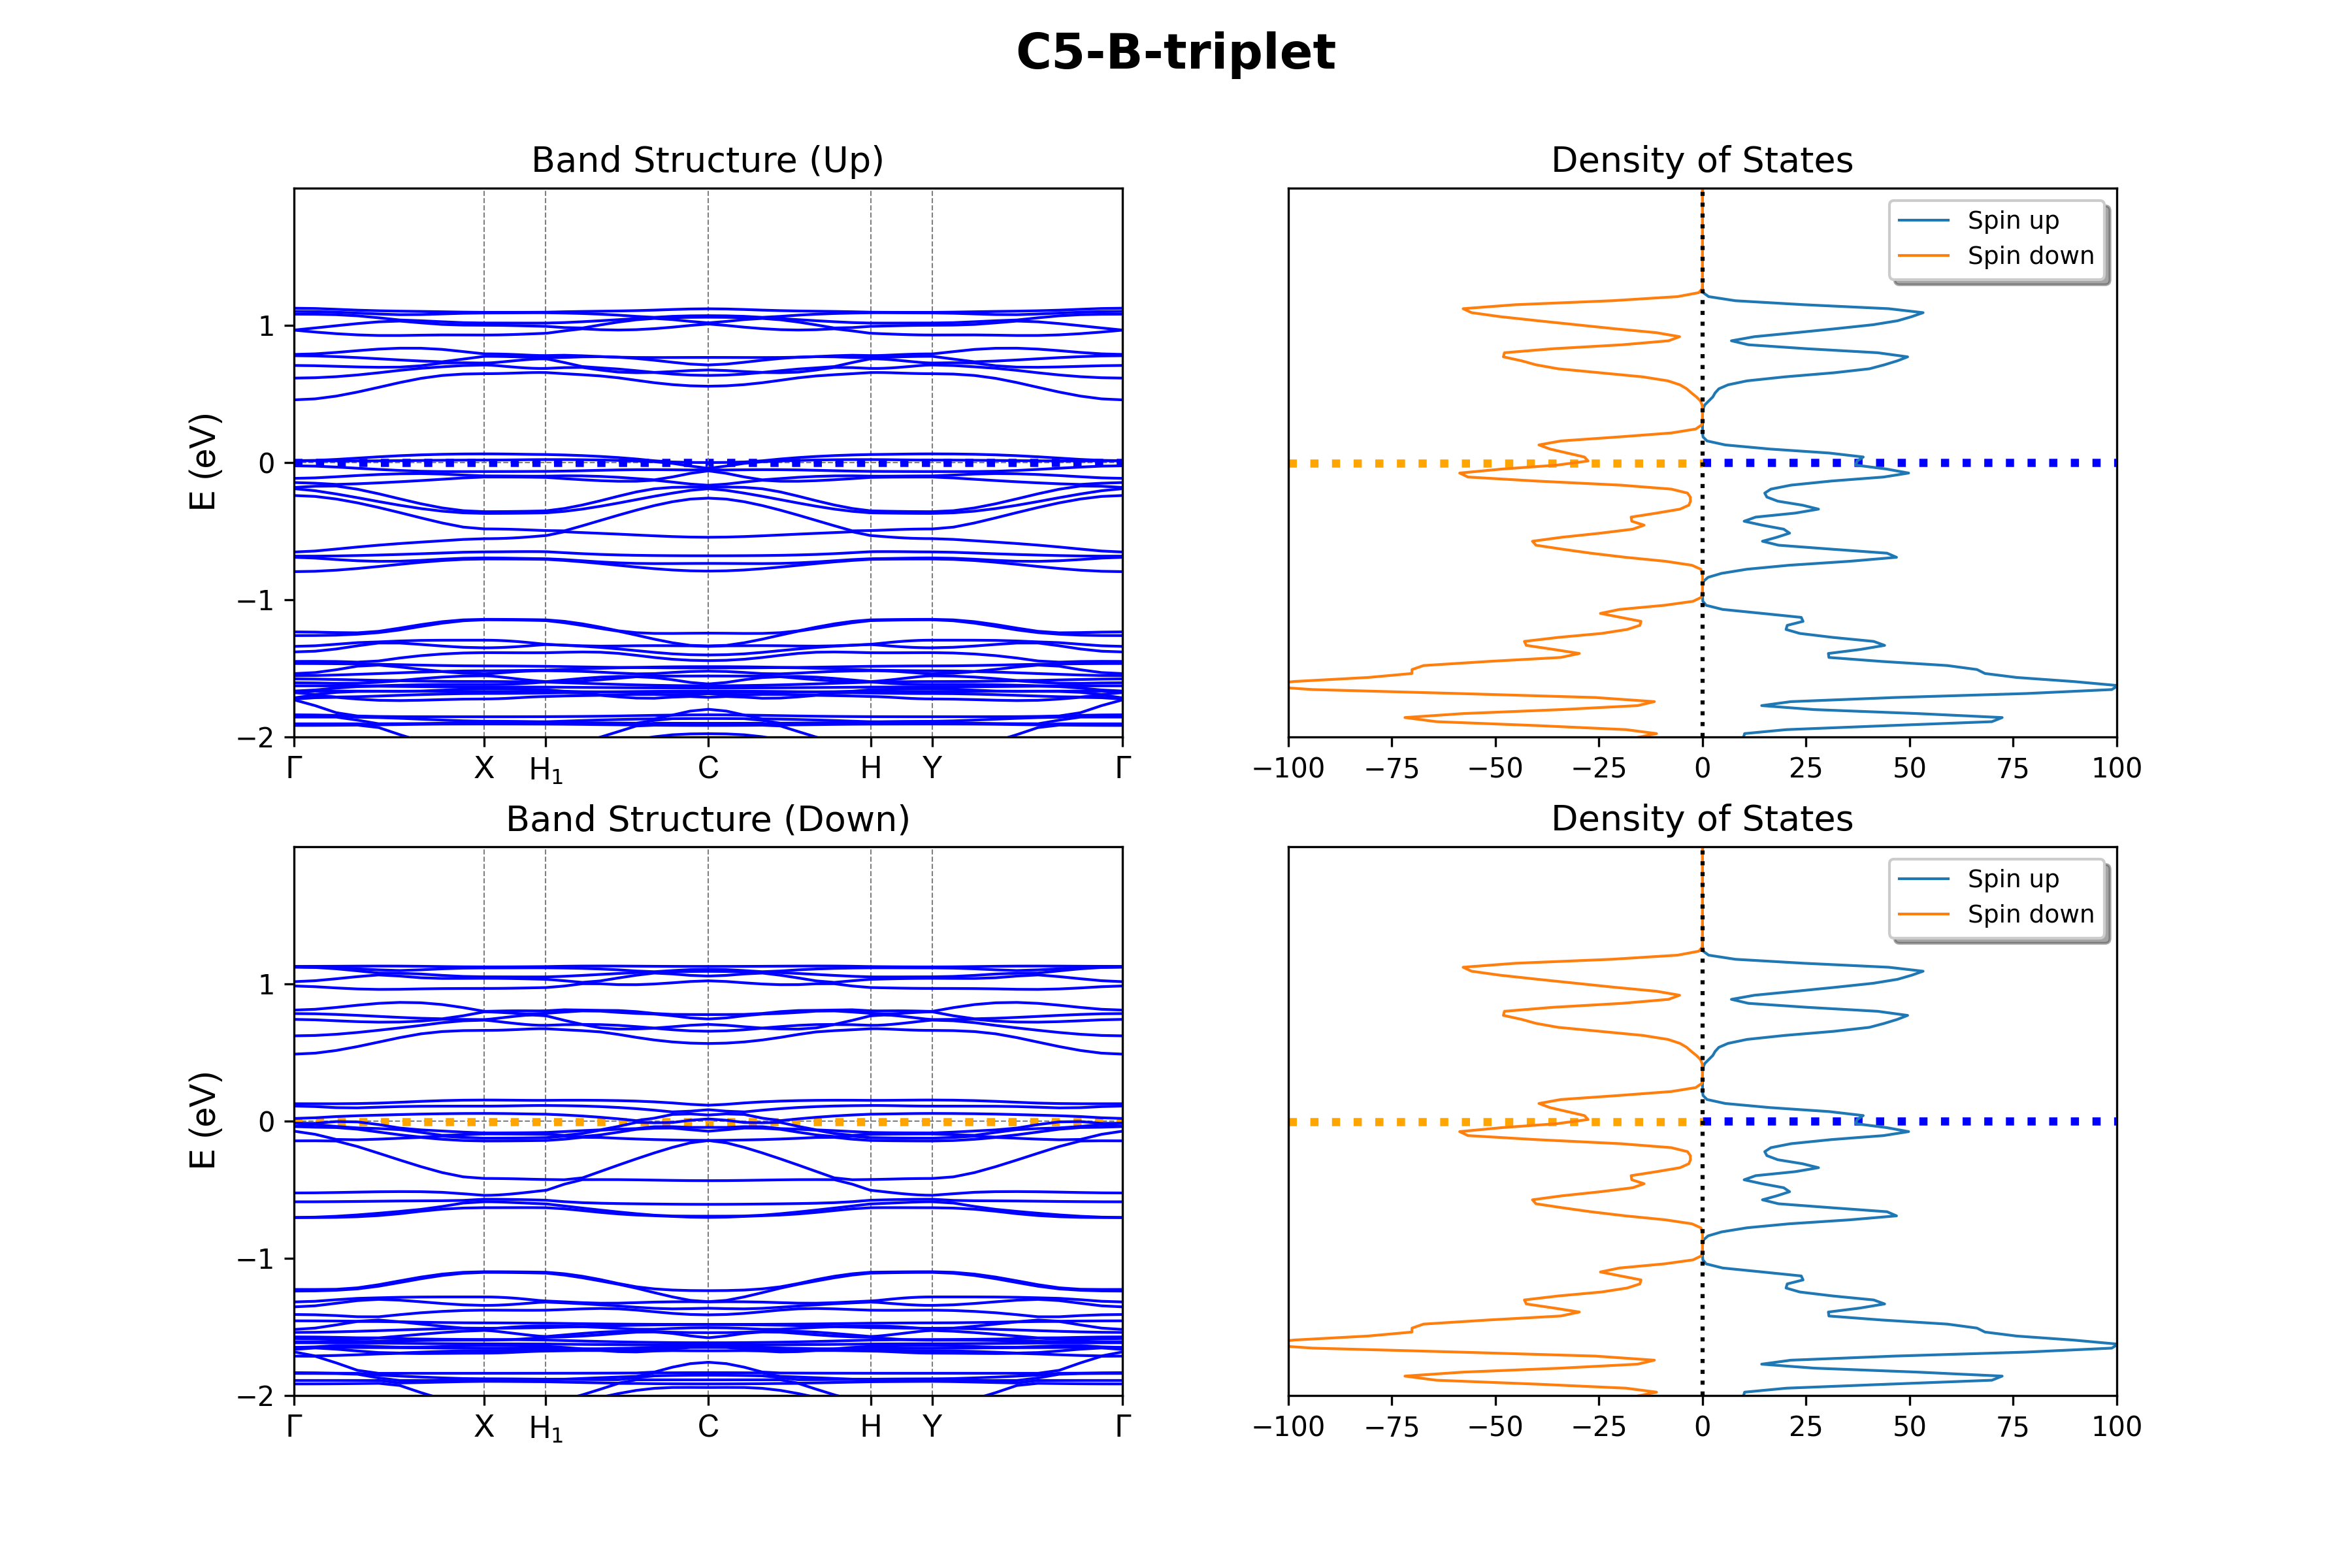 C5-B-triplet
Band Structure (Up)
Density of States
E (eV)
1
0
−1
−2
Γ X H₁ C H Y Γ
Spin up
Spin down
−100 −75 −50 −25 0 25 50 75 100
Band Structure (Down)
Density of States
E (eV)
1
0
−1
−2
Γ X H₁ C H Y Γ
Spin up
Spin down
−100 −75 −50 −25 0 25 50 75 100